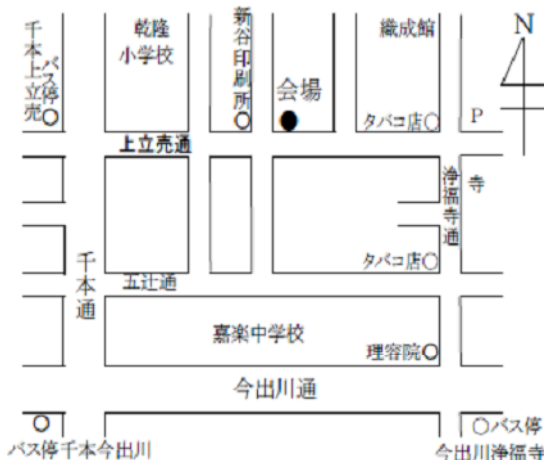 千本上立売
バス停
乾隆
小学校
新谷印刷所
会場
織成館
タバコ店
P
N
上立売通
浄福寺通
寺
千本通
五辻通
タバコ店
嘉楽中学校
理容院
今出川通
バス停千本今出川
バス停
今出川浄福寺